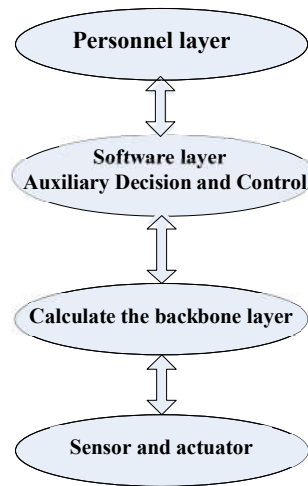 Personnel layer
Software layer
Auxiliary Decision and Control
Calculate the backbone layer
Sensor and actuator